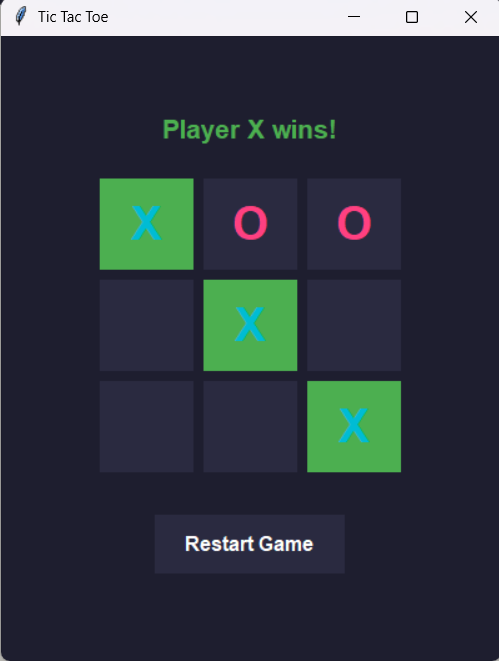 Tic Tac Toe
Player X wins!
X O O
X
X
Restart Game